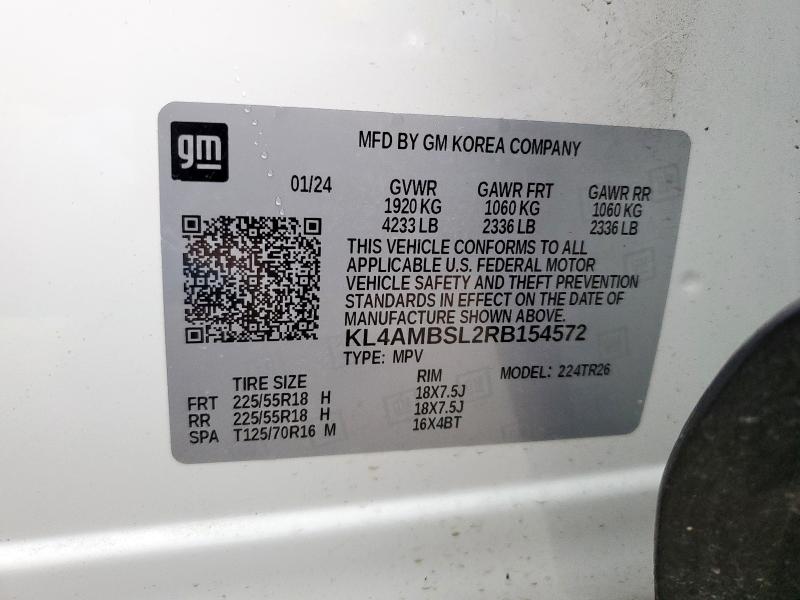 gm
MFD BY GM KOREA COMPANY
01/24 GVWR GAWR FRT GAWR RR
1920 KG 1060 KG 1060 KG
4233 LB 2336 LB 2336 LB
THIS VEHICLE CONFORMS TO ALL
APPLICABLE U.S. FEDERAL MOTOR
VEHICLE SAFETY AND THEFT PREVENTION
STANDARDS IN EFFECT ON THE DATE OF
MANUFACTURE SHOWN ABOVE.
KL4AMBSL2RB154572
TYPE: MPV
MODEL: 224TR26
TIRE SIZE RIM
FRT 225/55R18 H 18X7.5J
RR 225/55R18 H 18X7.5J
SPA T125/70R16 M 16X4BT